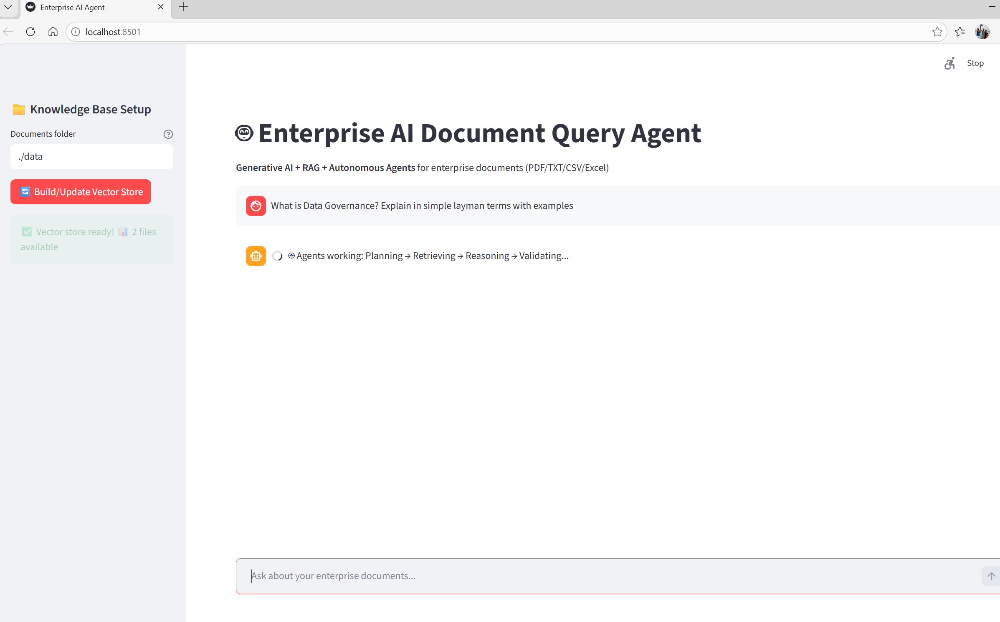 Enterprise AI Agent
localhost:8501
Stop
Knowledge Base Setup
Documents folder
./data
Build/Update Vector Store
Vector store ready! 2 files
available
Enterprise AI Document Query Agent
Generative AI + RAG + Autonomous Agents for enterprise documents (PDF/TXT/CSV/Excel)
What is Data Governance? Explain in simple layman terms with examples
Agents working: Planning → Retrieving → Reasoning → Validating...
Ask about your enterprise documents...